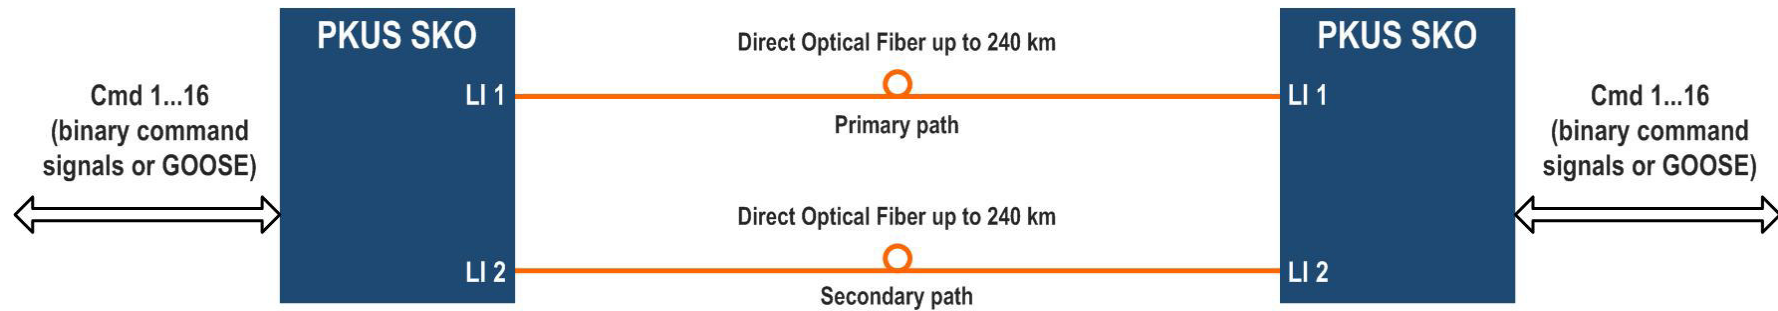 PKUS SKO
PKUS SKO
Direct Optical Fiber up to 240 km
Cmd 1...16
(binary command
signals or GOOSE)
LI 1
LI 1
Cmd 1...16
(binary command
signals or GOOSE)
Primary path
Direct Optical Fiber up to 240 km
LI 2
LI 2
Secondary path